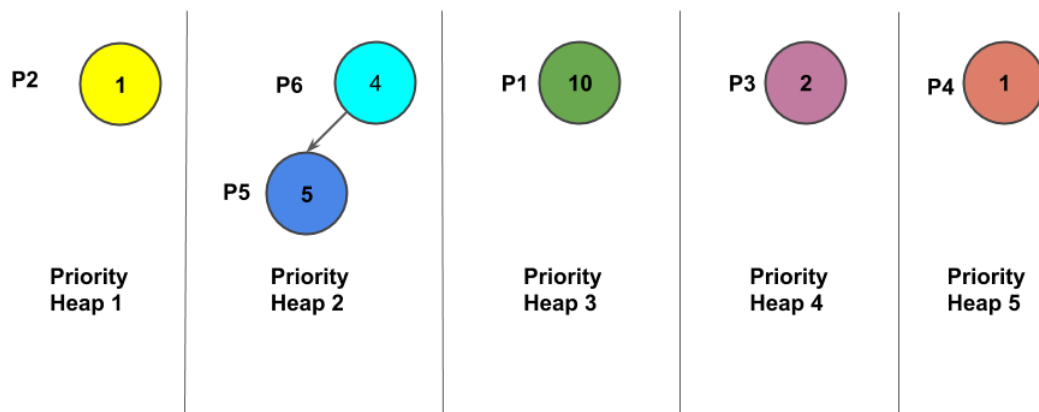 P2
1
P6
4
P1
10
P3
2
P4
1
P5
5
Priority
Heap 1
Priority
Heap 2
Priority
Heap 3
Priority
Heap 4
Priority
Heap 5